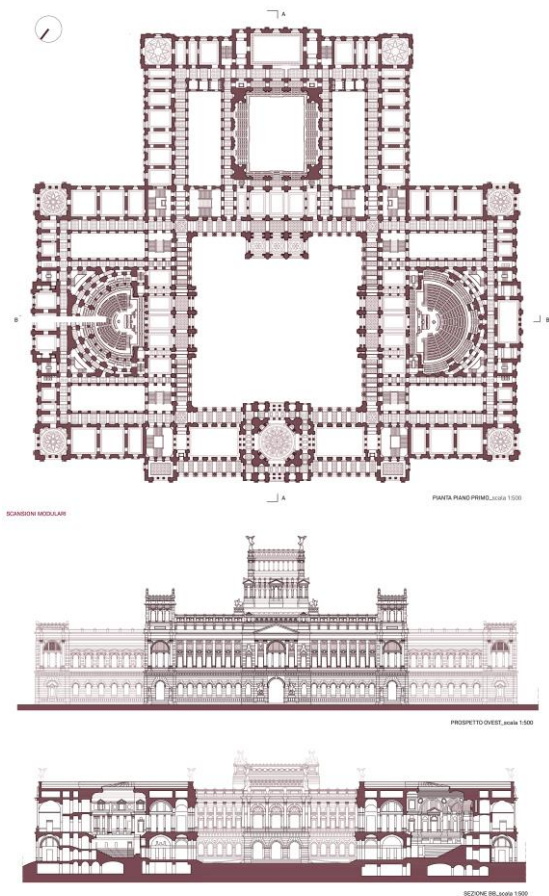 A
B
B
A
PIANTA PIANO PRIMO_scala 1:500
SCANSIONI MODULARI
PROSPETTO OVEST_scala 1:500
SEZIONE BB_scala 1:500